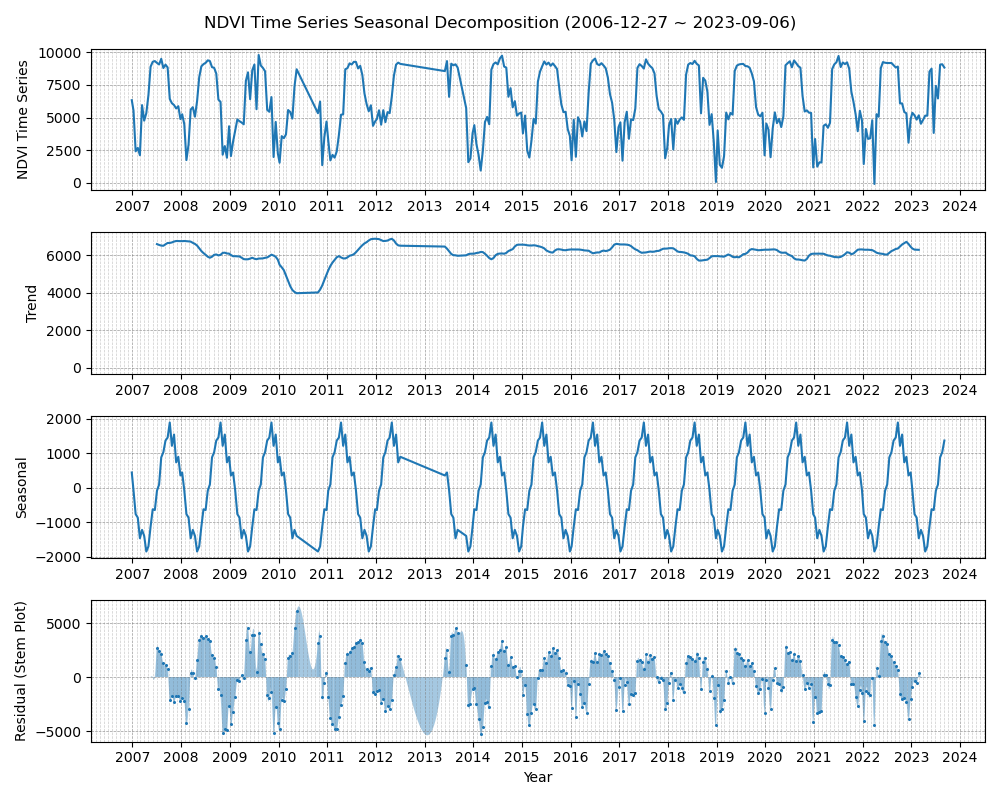 NDVI Time Series Seasonal Decomposition (2006-12-27 ~ 2023-09-06)
NDVI Time Series
10000
7500
5000
2500
0
2007 2008 2009 2010 2011 2012 2013 2014 2015 2016 2017 2018 2019 2020 2021 2022 2023 2024
Trend
6000
4000
2000
0
2007 2008 2009 2010 2011 2012 2013 2014 2015 2016 2017 2018 2019 2020 2021 2022 2023 2024
Seasonal
2000
1000
0
−1000
−2000
2007 2008 2009 2010 2011 2012 2013 2014 2015 2016 2017 2018 2019 2020 2021 2022 2023 2024
Residual (Stem Plot)
5000
0
−5000
2007 2008 2009 2010 2011 2012 2013 2014 2015 2016 2017 2018 2019 2020 2021 2022 2023 2024
Year